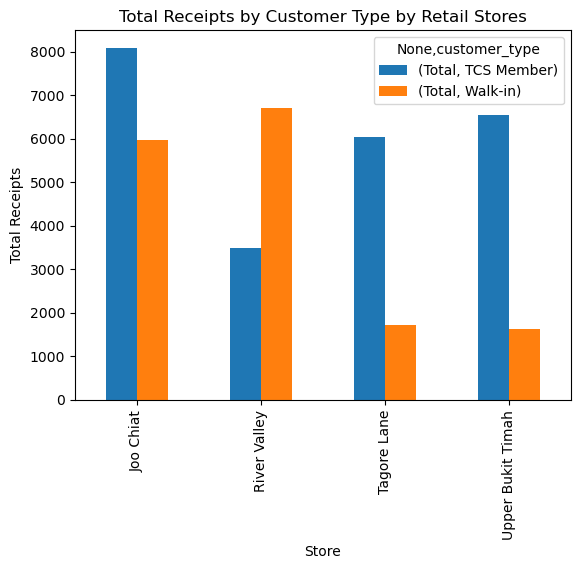 Total Receipts by Customer Type by Retail Stores
None,customer_type
(Total, TCS Member)
(Total, Walk-in)
Total Receipts
8000
7000
6000
5000
4000
3000
2000
1000
0
Joo Chiat
River Valley
Tagore Lane
Upper Bukit Timah
Store